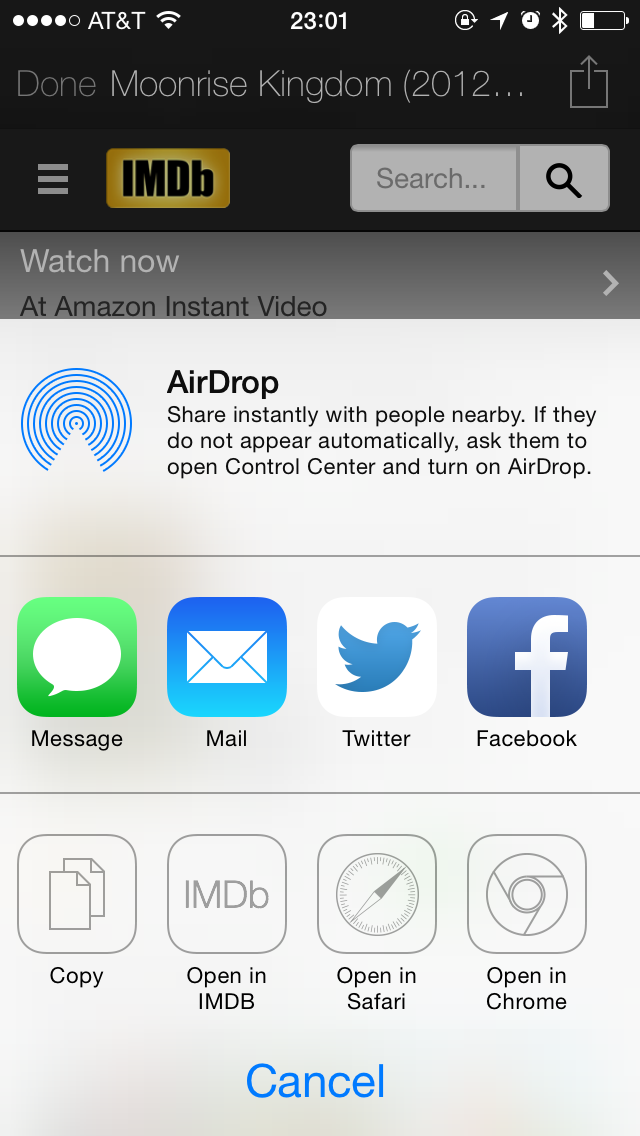 AT&T 23:01
Done Moonrise Kingdom (2012...
IMDb Search...
Watch now
At Amazon Instant Video
AirDrop
Share instantly with people nearby. If they
do not appear automatically, ask them to
open Control Center and turn on AirDrop.
Message Mail Twitter Facebook
IMDb
Copy Open in Open in Open in
IMDB Safari Chrome
Cancel